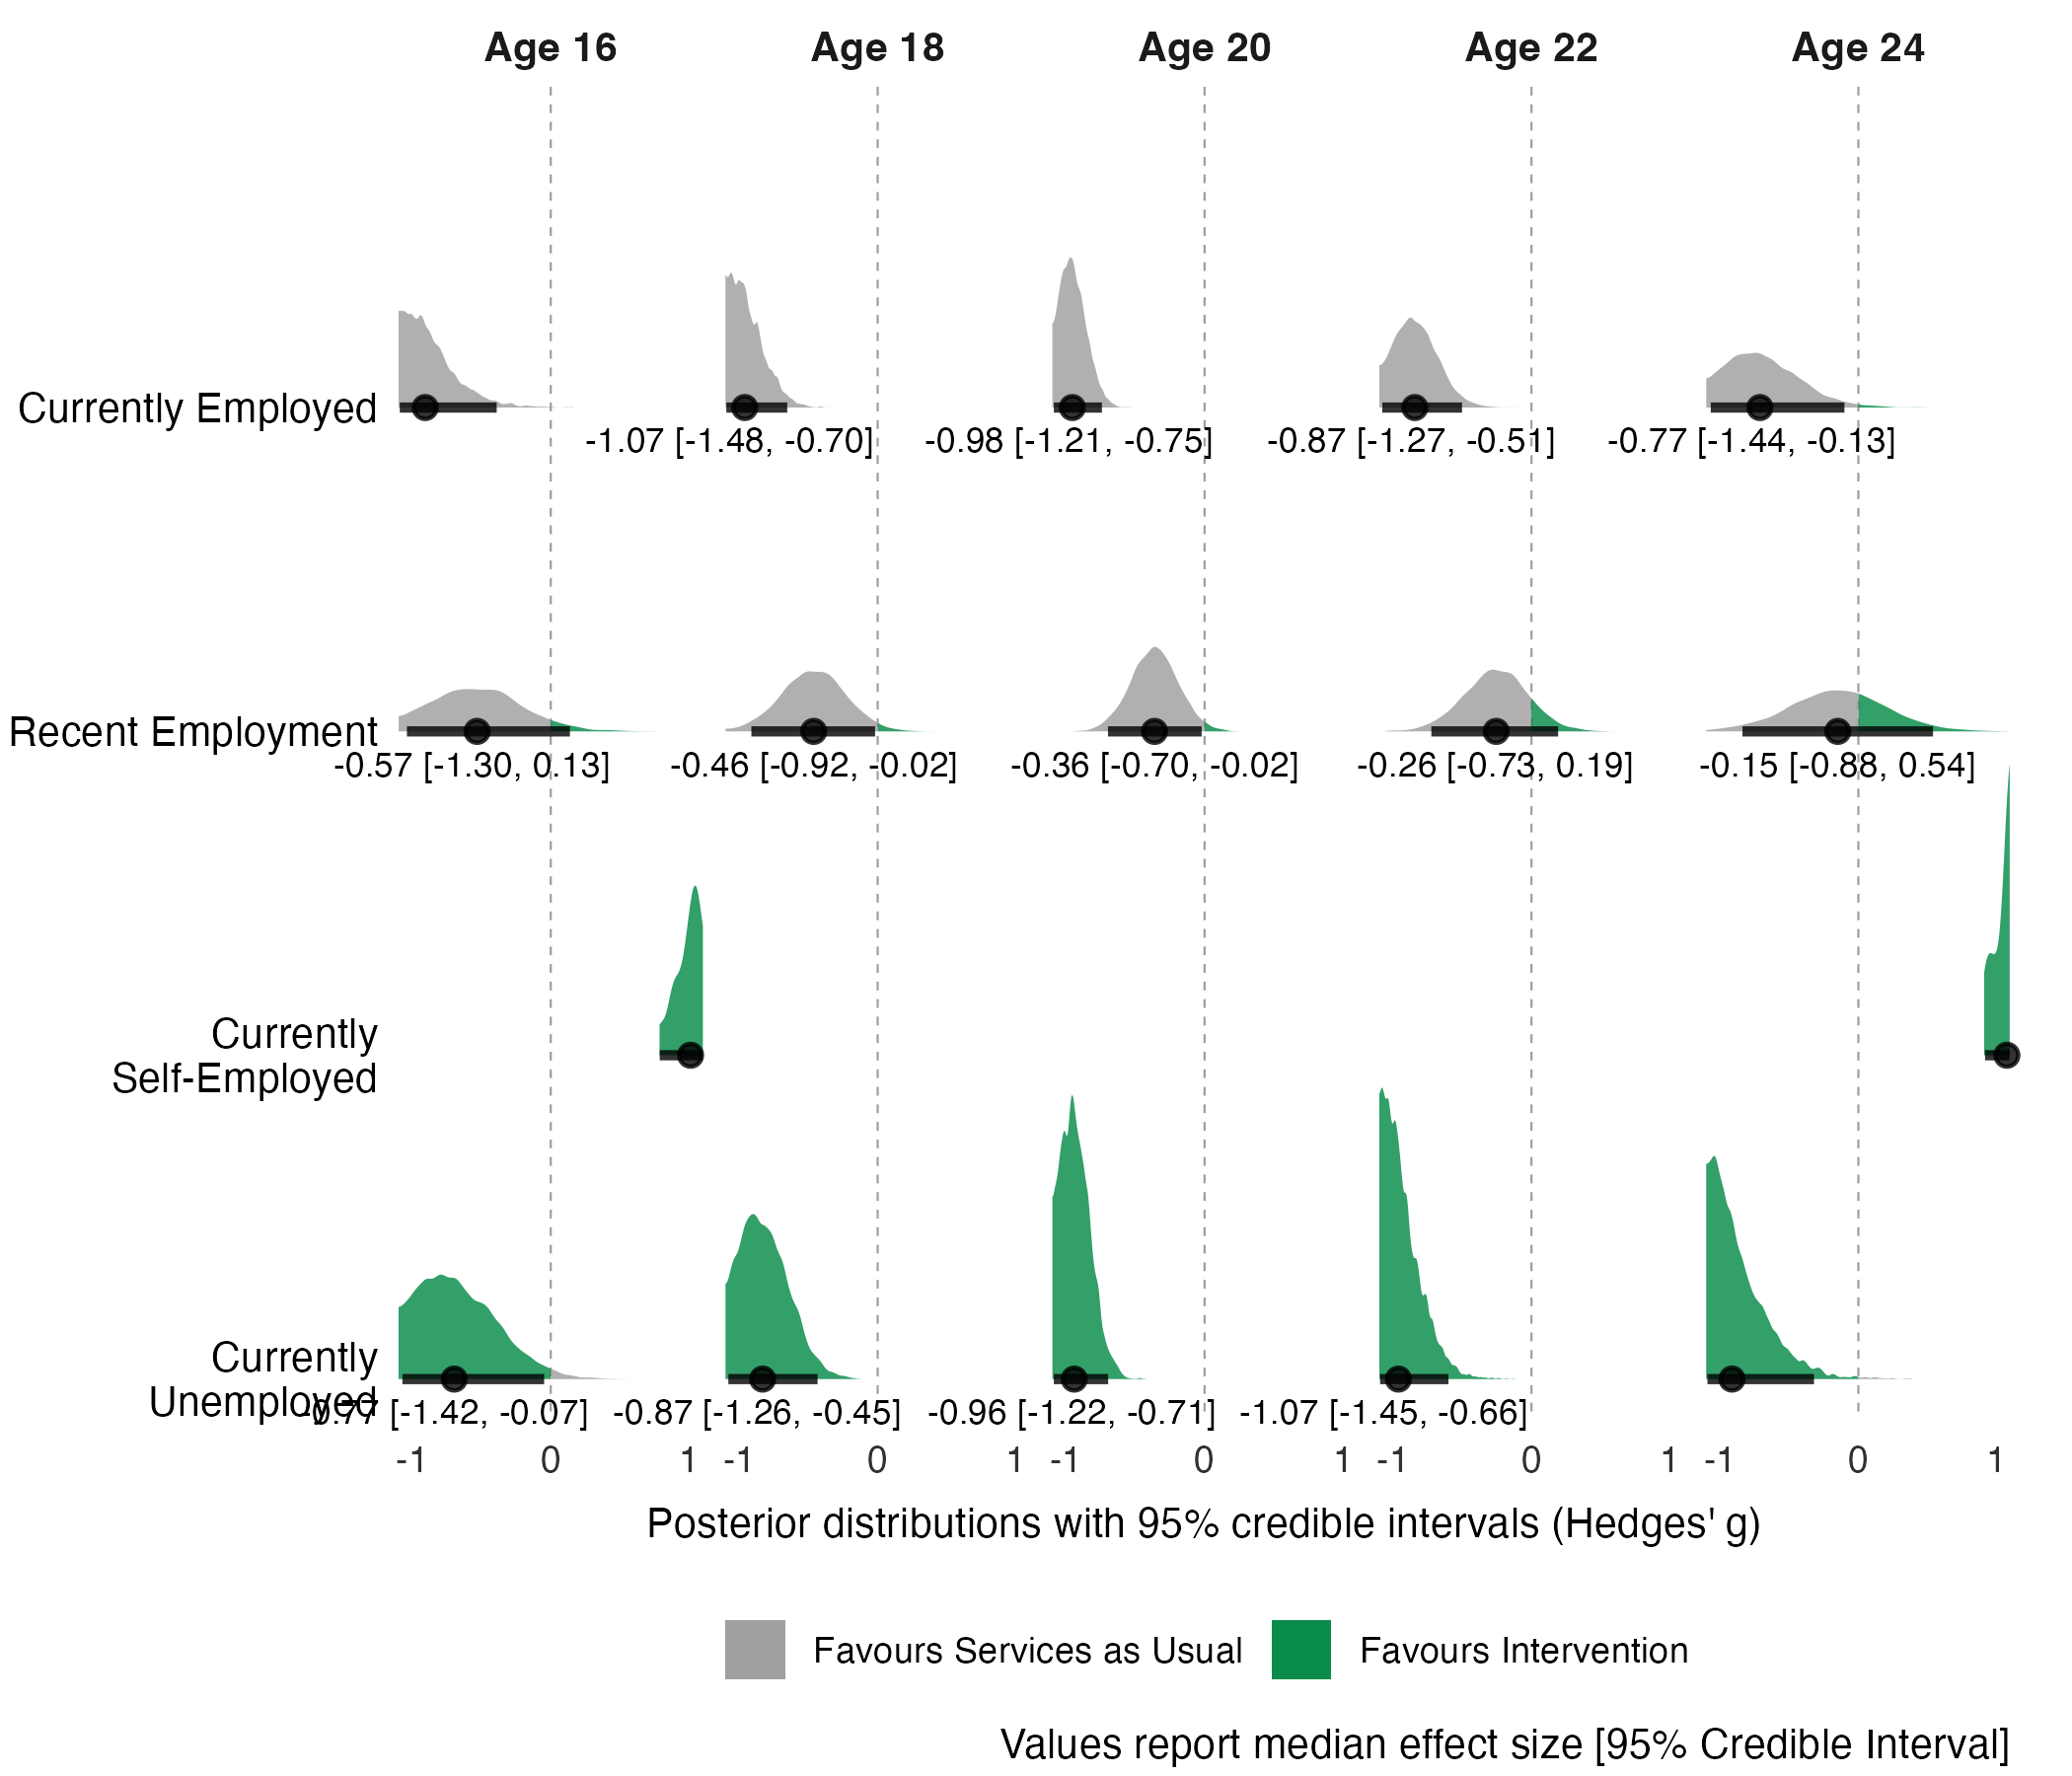 Age 16 Age 18 Age 20 Age 22 Age 24
Currently Employed
-1.07 [-1.48, -0.70] -0.98 [-1.21, -0.75] -0.87 [-1.27, -0.51] -0.77 [-1.44, -0.13]
Recent Employment
-0.57 [-1.30, 0.13] -0.46 [-0.92, -0.02] -0.36 [-0.70, -0.02] -0.26 [-0.73, 0.19] -0.15 [-0.88, 0.54]
Currently
Self-Employed
Currently
Unemployed
-0.77 [-1.42, -0.07] -0.87 [-1.26, -0.45] -0.96 [-1.22, -0.71] -1.07 [-1.45, -0.66]
-1 0 1 -1 0 1 -1 0 1 -1 0 1 -1 0 1
Posterior distributions with 95% credible intervals (Hedges' g)
Favours Services as Usual Favours Intervention
Values report median effect size [95% Credible Interval]